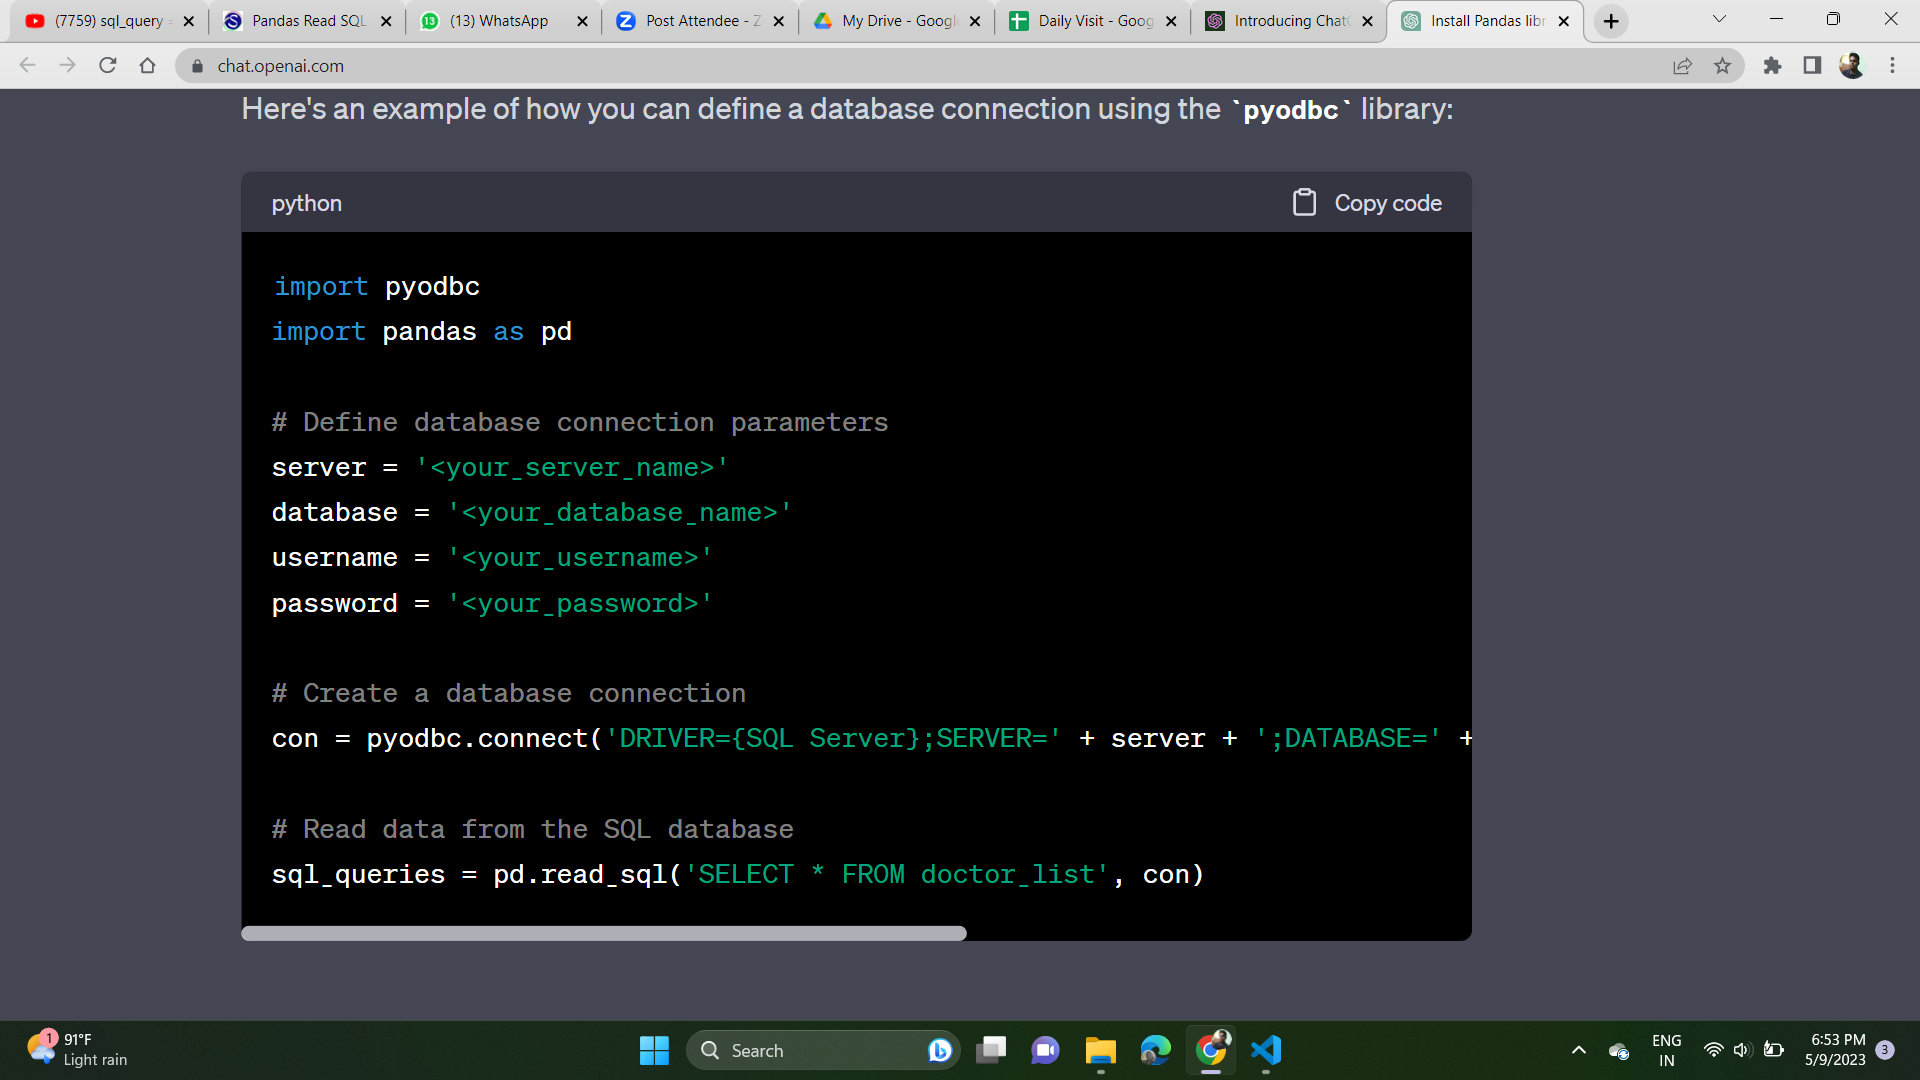 (7759) sql_query
Pandas Read SQL
(13) WhatsApp
Post Attendee - Z
My Drive - Googl
Daily Visit - Goog
Introducing Chat
Install Pandas libr
chat.openai.com
Here's an example of how you can define a database connection using the `pyodbc` library:
python
Copy code
import pyodbc
import pandas as pd
# Define database connection parameters
server = '<your_server_name>'
database = '<your_database_name>'
username = '<your_username>'
password = '<your_password>'
# Create a database connection
con = pyodbc.connect('DRIVER={SQL Server};SERVER=' + server + ';DATABASE=' +
# Read data from the SQL database
sql_queries = pd.read_sql('SELECT * FROM doctor_list', con)
1
91°F
Light rain
Search
ENG
IN
6:53 PM
5/9/2023
3